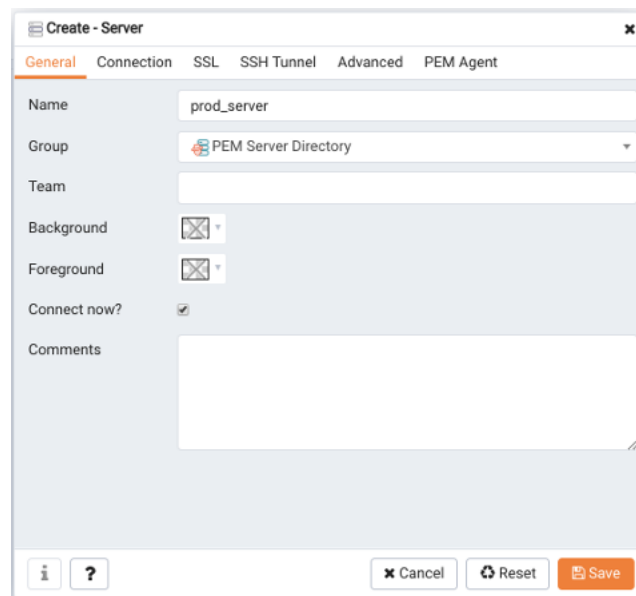 Create - Server
General Connection SSL SSH Tunnel Advanced PEM Agent
Name prod_server
Group PEM Server Directory
Team
Background
Foreground
Connect now?
Comments
i ? Cancel Reset Save